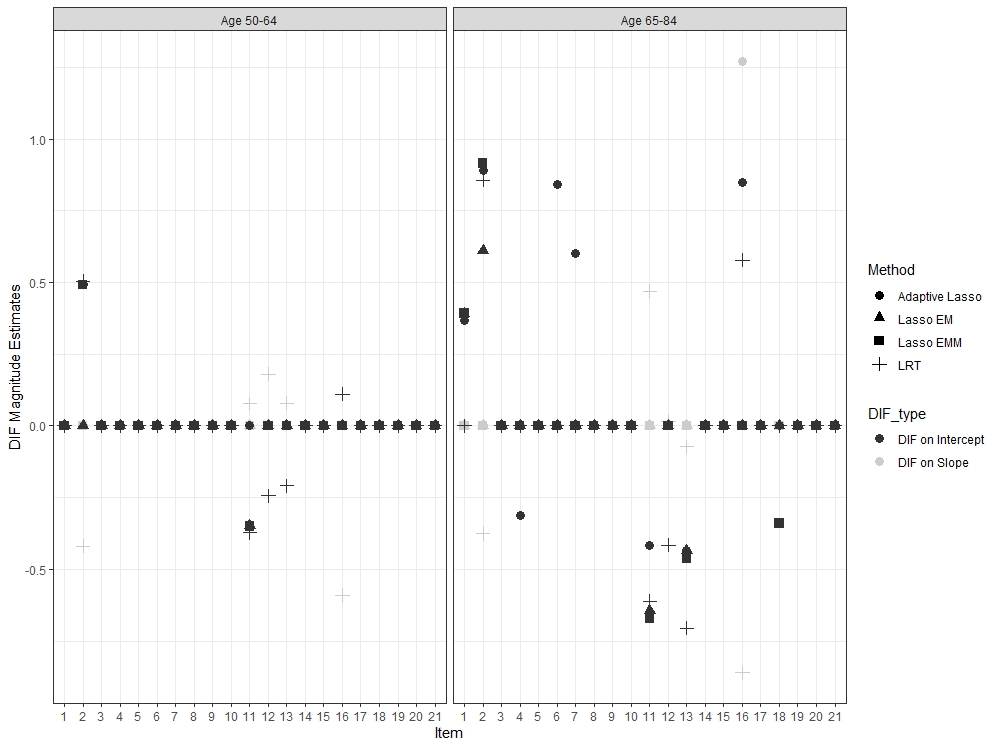 Age 50-64
Age 65-84
1.0
0.5
0.0
-0.5
DIF Magnitude Estimates
1 2 3 4 5 6 7 8 9 10 11 12 13 14 15 16 17 18 19 20 21
1 2 3 4 5 6 7 8 9 10 11 12 13 14 15 16 17 18 19 20 21
Item
Method
Adaptive Lasso
Lasso EM
Lasso EMM
LRT
DIF_type
DIF on Intercept
DIF on Slope